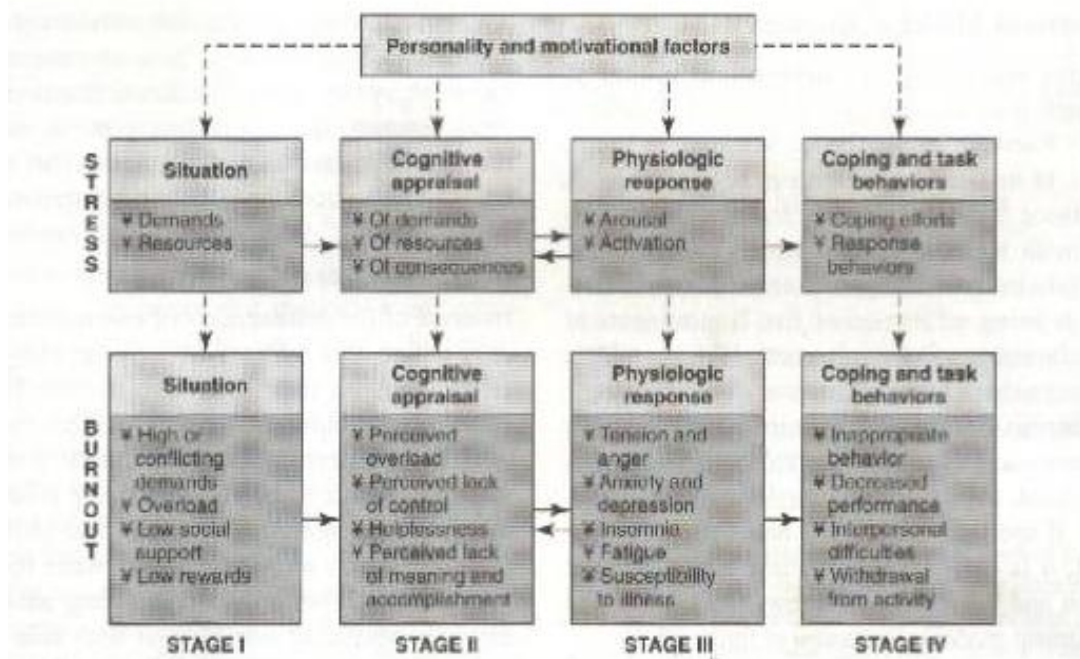 Personality and motivational factors
STRESS
Situation
¥ Demands
¥ Resources
Cognitive
appraisal
¥ Of demands
¥ Of resources
¥ Of consequences
Physiologic
response
¥ Arousal
¥ Activation
Coping and task
behaviors
¥ Coping efforts
¥ Response
behaviors
BURNOUT
Situation
¥ High or
conflicting
demands
¥ Overload
¥ Low social
support
¥ Low rewards
STAGE I
Cognitive
appraisal
¥ Perceived
overload
¥ Perceived lack
of control
¥ Helplessness
¥ Perceived lack
of meaning and
accomplishment
STAGE II
Physiologic
response
¥ Tension and
anger
¥ Anxiety and
depression
¥ Insomnia
¥ Fatigue
¥ Susceptibility
to illness
STAGE III
Coping and task
behaviors
¥ Inappropriate
behavior
¥ Decreased
performance
¥ Interpersonal
difficulties
¥ Withdrawal
from activity
STAGE IV